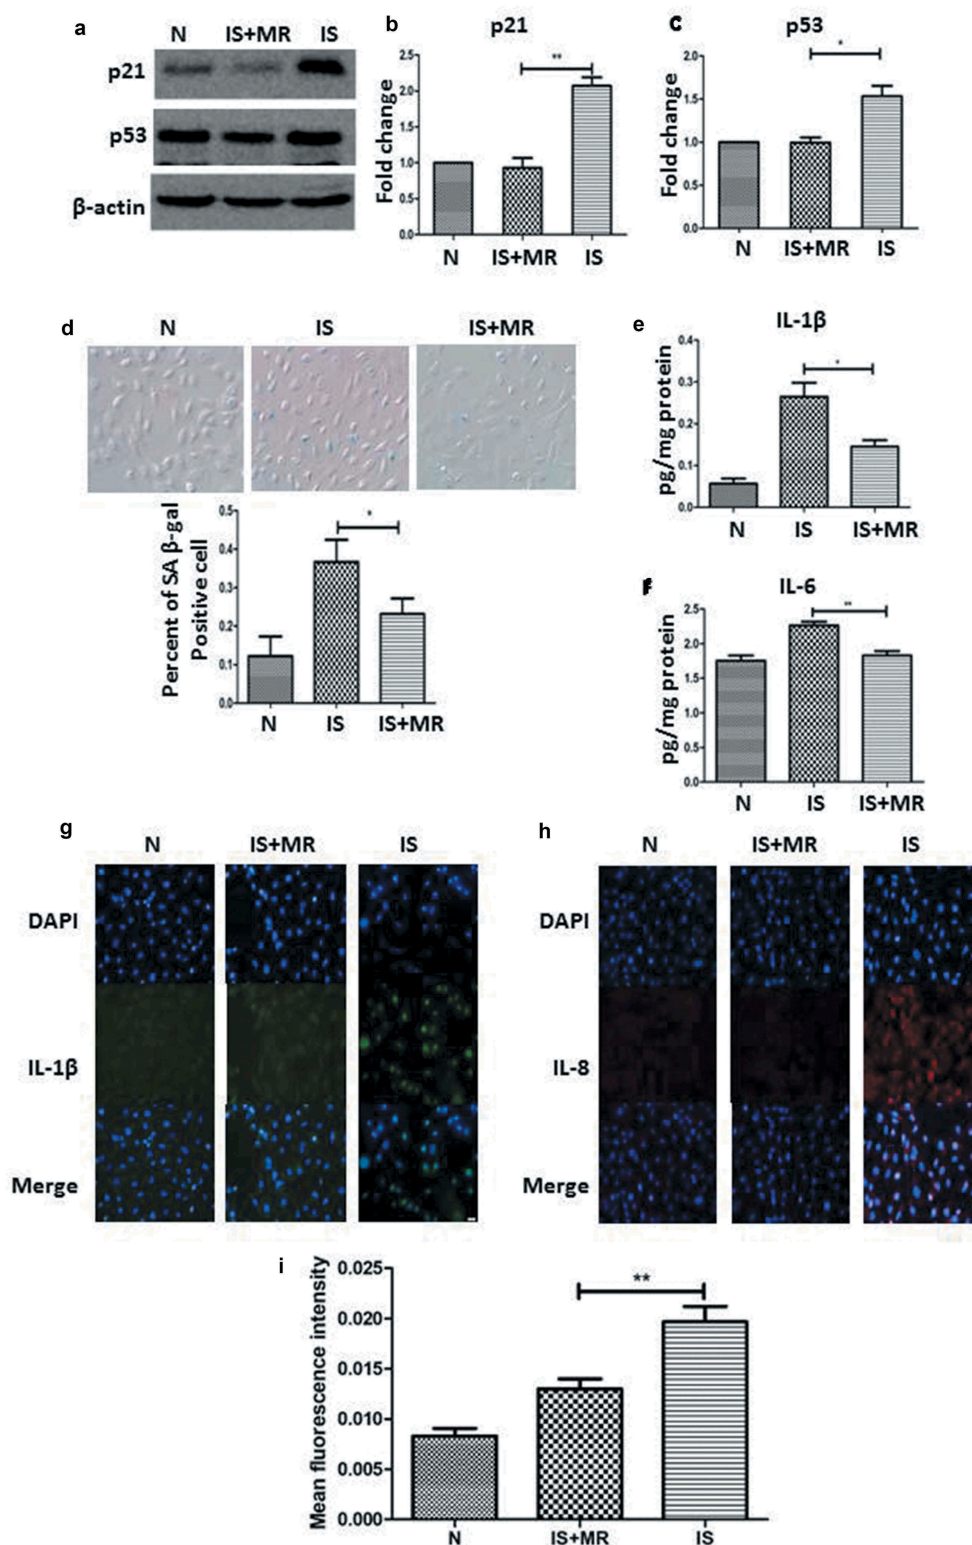 a
N IS+MR IS
p21
p53
β-actin
b
p21
Fold change
2.5
2.0
1.5
1.0
0.5
0.0
**
N IS+MR IS
c
p53
Fold change
2.0
1.5
1.0
0.5
0.0
*
N IS+MR IS
d
N IS IS+MR
Percent of SA β-gal
Positive cell
0.5
0.4
0.3
0.2
0.1
0.0
*
N IS IS+MR
e
IL-1β
pg/mg protein
0.4
0.3
0.2
0.1
0.0
*
N IS IS+MR
F
IL-6
pg/mg protein
2.5
2.0
1.5
1.0
0.5
0.0
**
N IS IS+MR
g
N IS+MR IS
DAPI
IL-1β
Merge
h
N IS+MR IS
DAPI
IL-8
Merge
i
Mean fluorescence intensity
0.025
0.020
0.015
0.010
0.005
0.000
**
N IS+MR IS